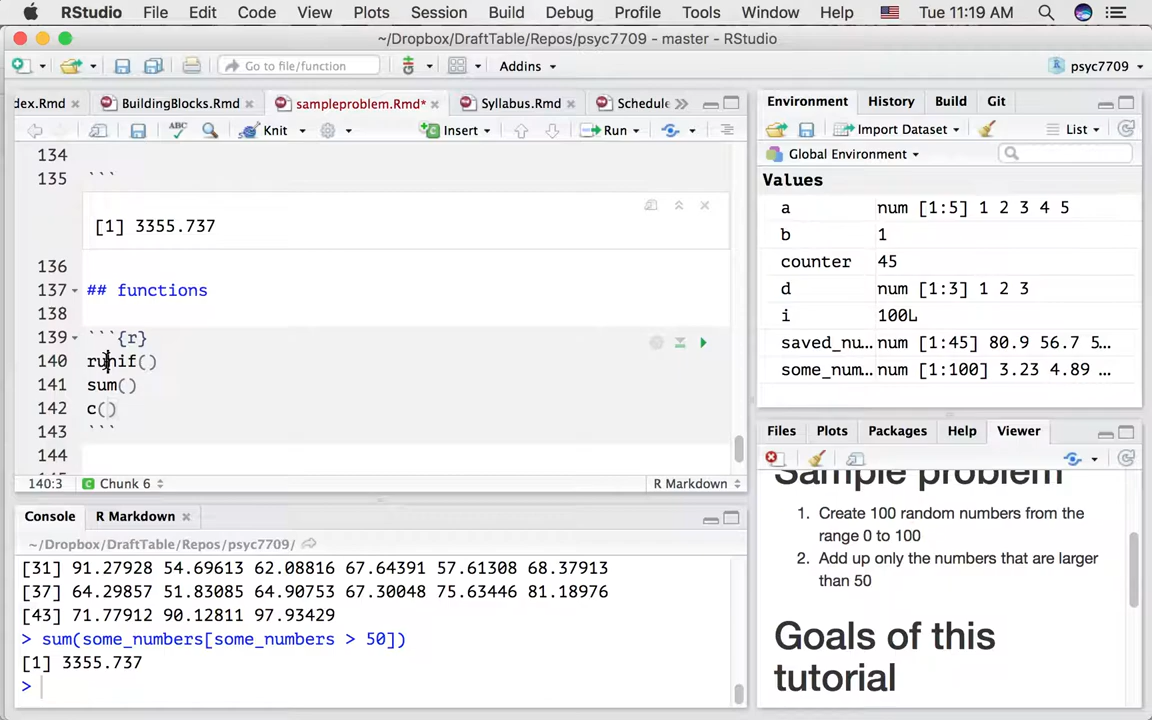 RStudio File Edit Code View Plots Session Build Debug Profile Tools Window Help Tue 11:19 AM
~/Dropbox/DraftTable/Repos/psyc7709 - master - RStudio
Go to file/function Addins psyc7709
dex.Rmd BuildingBlocks.Rmd sampleproblem.Rmd* Syllabus.Rmd Schedule
ABC Knit Insert Run
134
135 ```
[1] 3355.737
136
137 ## functions
138
139 ```{r}
140 runif()
141 sum()
142 c()
143 ```
144
140:3 Chunk 6 R Markdown
Console R Markdown
~/Dropbox/DraftTable/Repos/psyc7709/
[31] 91.27928 54.69613 62.08816 67.64391 57.61308 68.37913
[37] 64.29857 51.83085 64.90753 67.30048 75.63446 81.18976
[43] 71.77912 90.12811 97.93429
> sum(some_numbers[some_numbers > 50])
[1] 3355.737
>
Environment History Build Git
Import Dataset List
Global Environment
Values
a num [1:5] 1 2 3 4 5
b 1
counter 45
d num [1:3] 1 2 3
i 100L
saved_nu… num [1:45] 80.9 56.7 5…
some_num… num [1:100] 3.23 4.89 …
Files Plots Packages Help Viewer
Sample problem
1. Create 100 random numbers from the
range 0 to 100
2. Add up only the numbers that are larger
than 50
Goals of this
tutorial